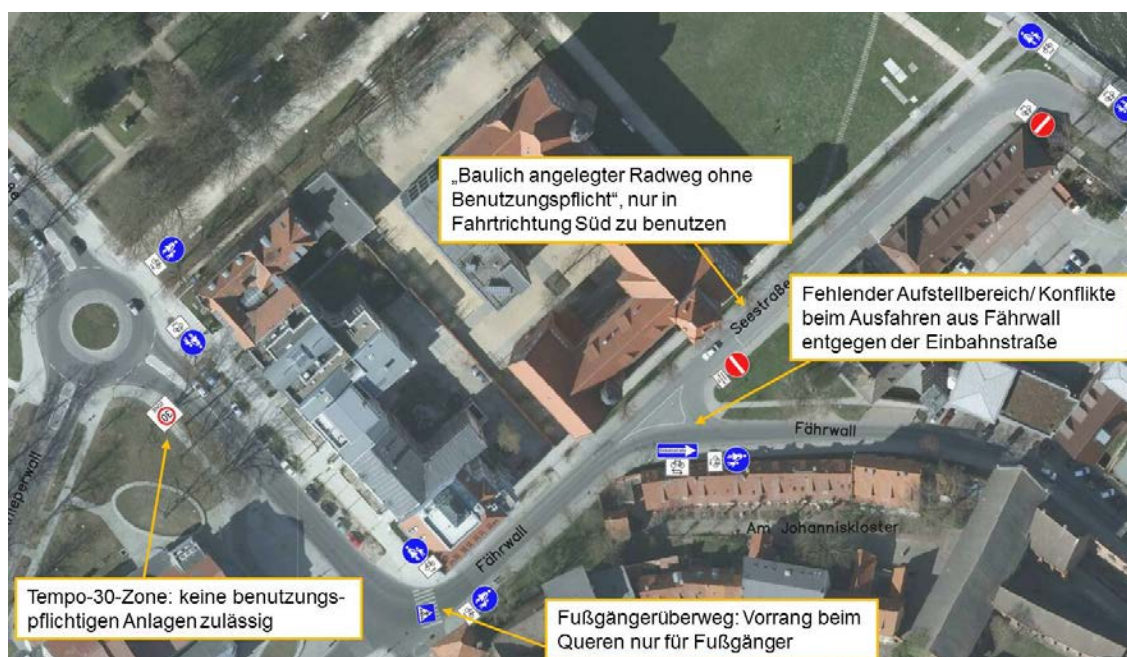 „Baulich angelegter Radweg ohne
Benutzungspflicht“, nur in
Fahrtrichtung Süd zu benutzen
Seestraße
Fehlender Aufstellbereich/ Konflikte
beim Ausfahren aus Fährwall
entgegen der Einbahnstraße
Fährwall
Am Johanniskloster
Fährwall
Tempo-30-Zone: keine benutzungs-
pflichtigen Anlagen zulässig
Fußgängerüberweg: Vorrang beim
Queren nur für Fußgänger